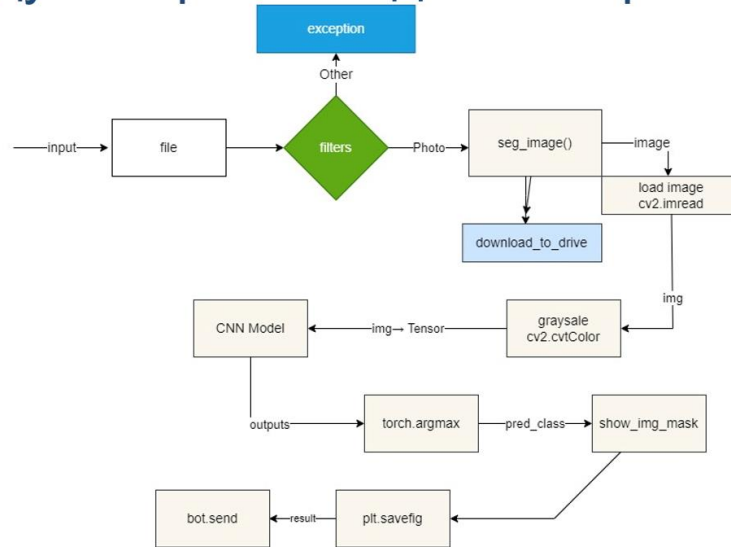 exception
Other
input
file
filters
Photo
seg_image()
image
load image
cv2.imread
download_to_drive
img
CNN Model
img→ Tensor
graysale
cv2.cvtColor
outputs
torch.argmax
pred_class
show_img_mask
bot.send
result
plt.savefig